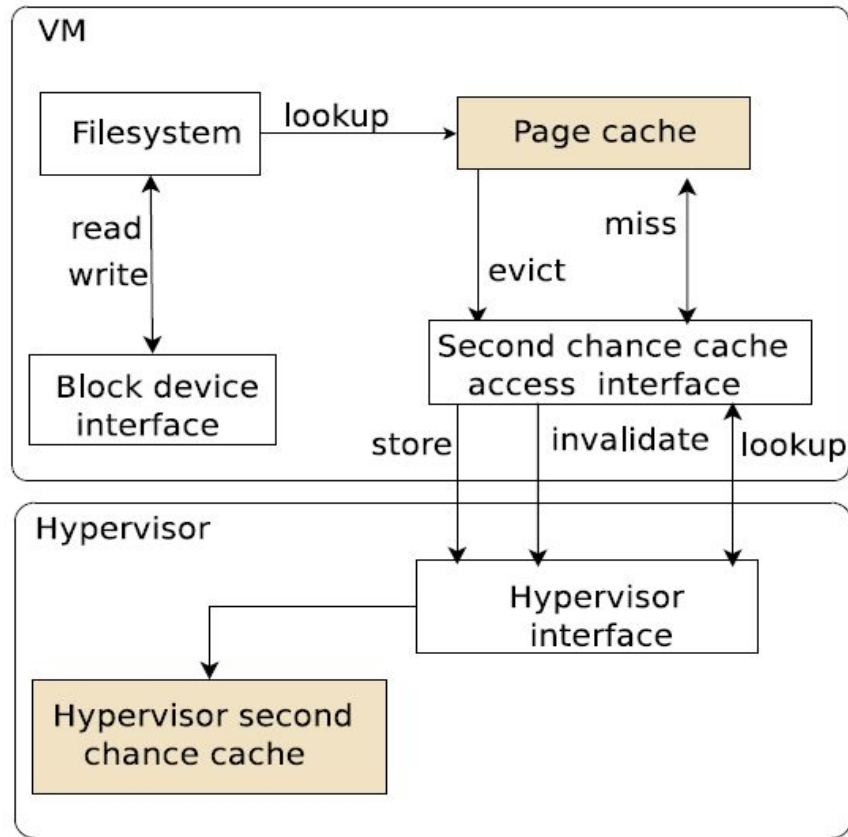 VM
Filesystem
lookup
Page cache
read
write
miss
evict
Block device
interface
Second chance cache
access interface
store
invalidate
lookup
Hypervisor
Hypervisor
interface
Hypervisor second
chance cache